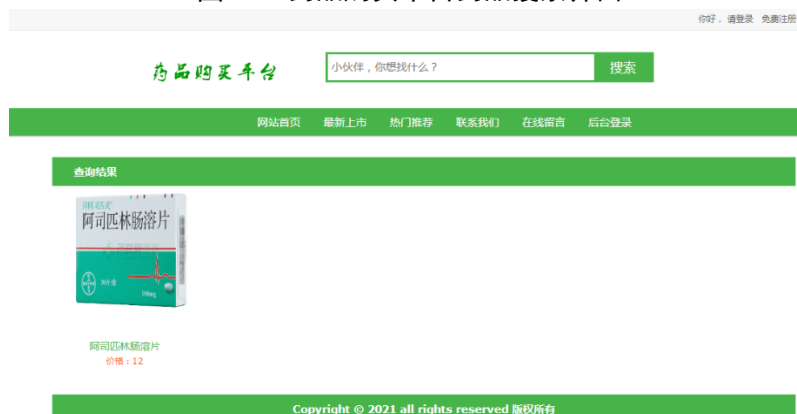 你好，请登录 免费注册
药品购买平台
小伙伴，你想找什么？
搜索
网站首页 最新上市 热门推荐 联系我们 在线留言 后台登录
查询结果
阿司匹林肠溶片
100mg
阿司匹林肠溶片
价格：12
Copyright © 2021 all rights reserved 版权所有